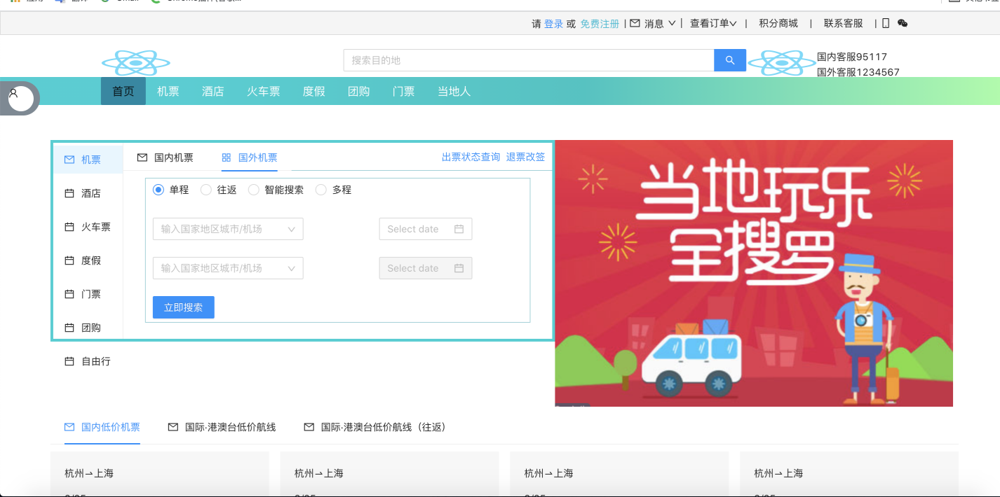 请 登录 或 免费注册 | 消息 | 查看订单 | 积分商城 | 联系客服 |
搜索目的地
国内客服95117
国外客服1234567
首页 机票 酒店 火车票 度假 团购 门票 当地人
机票
酒店
火车票
度假
门票
团购
自由行
国内机票 国外机票 出票状态查询 退票改签
单程 往返 智能搜索 多程
输入国家地区城市/机场 Select date
输入国家地区城市/机场 Select date
立即搜索
当地玩乐
全搜罗
国内低价机票 国际·港澳台低价航线 国际·港澳台低价航线（往返）
杭州⇀上海 杭州⇀上海 杭州⇀上海 杭州⇀上海